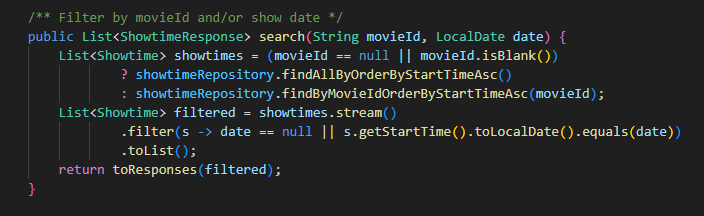 /** Filter by movieId and/or show date */
public List<ShowtimeResponse> search(String movieId, LocalDate date) {
    List<Showtime> showtimes = (movieId == null || movieId.isBlank())
            ? showtimeRepository.findAllByOrderByStartTimeAsc()
            : showtimeRepository.findByMovieIdOrderByStartTimeAsc(movieId);
    List<Showtime> filtered = showtimes.stream()
            .filter(s -> date == null || s.getStartTime().toLocalDate().equals(date))
            .toList();
    return toResponses(filtered);
}